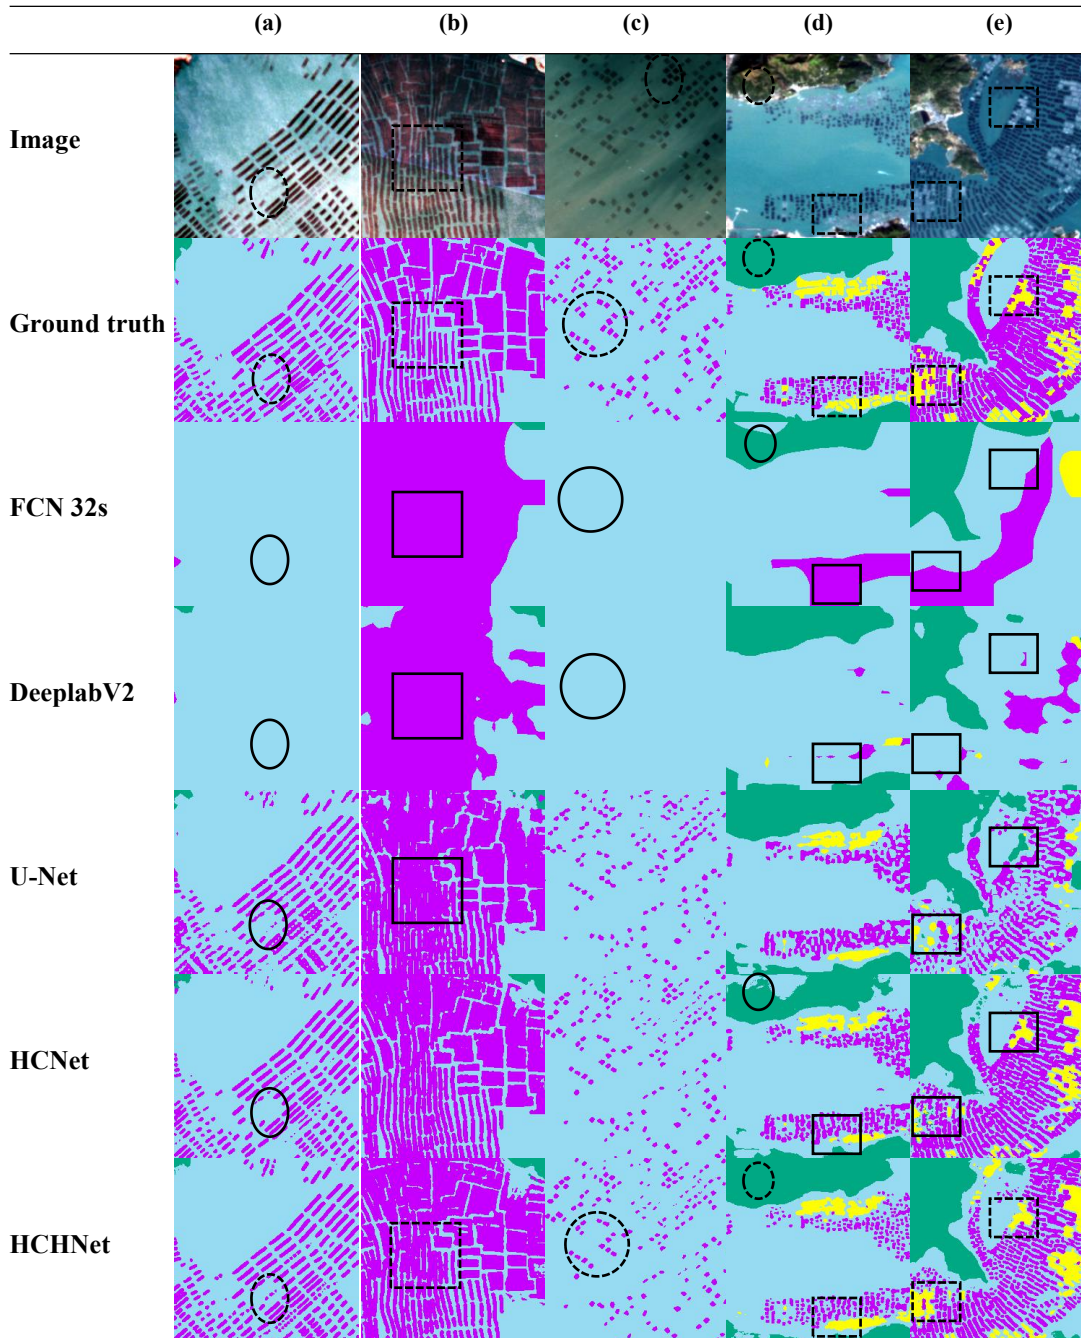 (a) (b) (c) (d) (e)
Image
Ground truth
FCN 32s
DeeplabV2
U-Net
HCNet
HCHNet